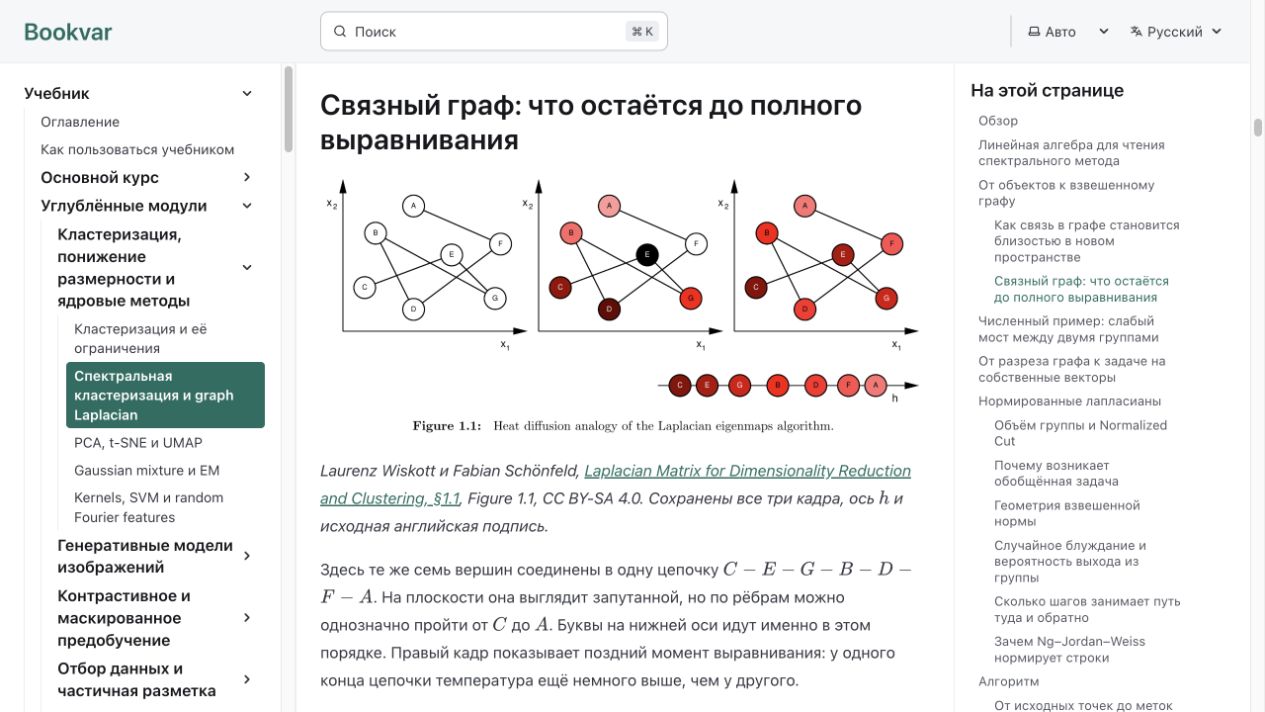 Bookvar
Поиск
⌘ K
Авто
Русский
Учебник
Оглавление
Как пользоваться учебником
Основной курс
Углублённые модули
Кластеризация,
понижение
размерности и
ядровые методы
Кластеризация и её
ограничения
Спектральная
кластеризация и graph
Laplacian
PCA, t-SNE и UMAP
Gaussian mixture и EM
Kernels, SVM и random
Fourier features
Генеративные модели
изображений
Контрастивное и
маскированное
предобучение
Отбор данных и
частичная разметка
Связный граф: что остаётся до полного
выравнивания
x₂
A
B
F
E
C
G
D
x₁
x₂
A
B
F
E
C
G
D
x₁
x₂
A
B
F
E
C
G
D
x₁
C E G B D F A
h
Figure 1.1: Heat diffusion analogy of the Laplacian eigenmaps algorithm.
Laurenz Wiskott и Fabian Schönfeld, Laplacian Matrix for Dimensionality Reduction
and Clustering, §1.1, Figure 1.1, CC BY-SA 4.0. Сохранены все три кадра, ось h и
исходная английская подпись.
Здесь те же семь вершин соединены в одну цепочку C − E − G − B − D −
F − A. На плоскости она выглядит запутанной, но по рёбрам можно
однозначно пройти от C до A. Буквы на нижней оси идут именно в этом
порядке. Правый кадр показывает поздний момент выравнивания: у одного
конца цепочки температура ещё немного выше, чем у другого.
На этой странице
Обзор
Линейная алгебра для чтения
спектрального метода
От объектов к взвешенному
графу
Как связь в графе становится
близостью в новом
пространстве
Связный граф: что остаётся
до полного выравнивания
Численный пример: слабый
мост между двумя группами
От разреза графа к задаче на
собственные векторы
Нормированные лапласианы
Объём группы и Normalized
Cut
Почему возникает
обобщённая задача
Геометрия взвешенной
нормы
Случайное блуждание и
вероятность выхода из
группы
Сколько шагов занимает путь
туда и обратно
Зачем Ng–Jordan–Weiss
нормирует строки
Алгоритм
От исходных точек до меток